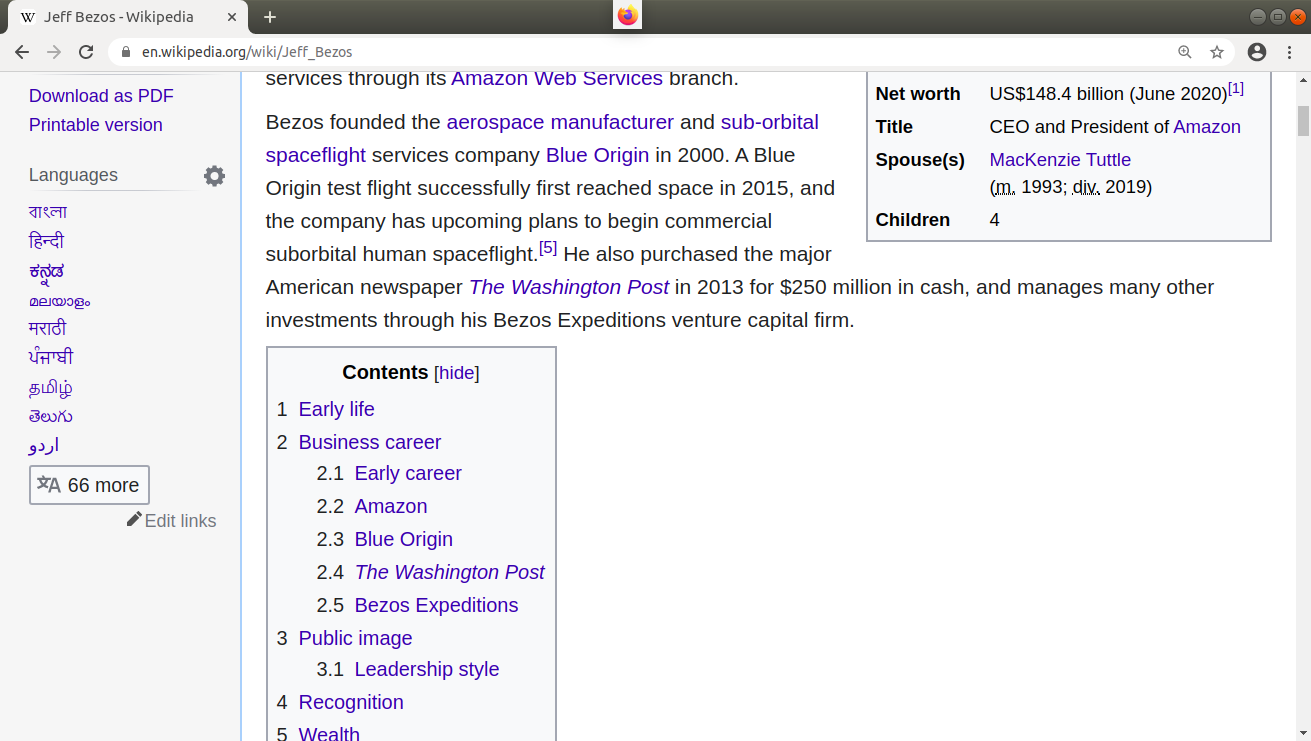 Jeff Bezos - Wikipedia
en.wikipedia.org/wiki/Jeff_Bezos
Download as PDF
Printable version
Languages
বাংলা
हिन्दी
ಕನ್ನಡ
മലയാളം
मराठी
ਪੰਜਾਬੀ
தமிழ்
తెలుగు
اردو
66 more
Edit links
services through its Amazon Web Services branch.
Bezos founded the aerospace manufacturer and sub-orbital
spaceflight services company Blue Origin in 2000. A Blue
Origin test flight successfully first reached space in 2015, and
the company has upcoming plans to begin commercial
suborbital human spaceflight.[5] He also purchased the major
American newspaper The Washington Post in 2013 for $250 million in cash, and manages many other
investments through his Bezos Expeditions venture capital firm.
Net worth US$148.4 billion (June 2020)[1]
Title CEO and President of Amazon
Spouse(s) MacKenzie Tuttle
(m. 1993; div. 2019)
Children 4
Contents [hide]
1 Early life
2 Business career
2.1 Early career
2.2 Amazon
2.3 Blue Origin
2.4 The Washington Post
2.5 Bezos Expeditions
3 Public image
3.1 Leadership style
4 Recognition
5 Wealth